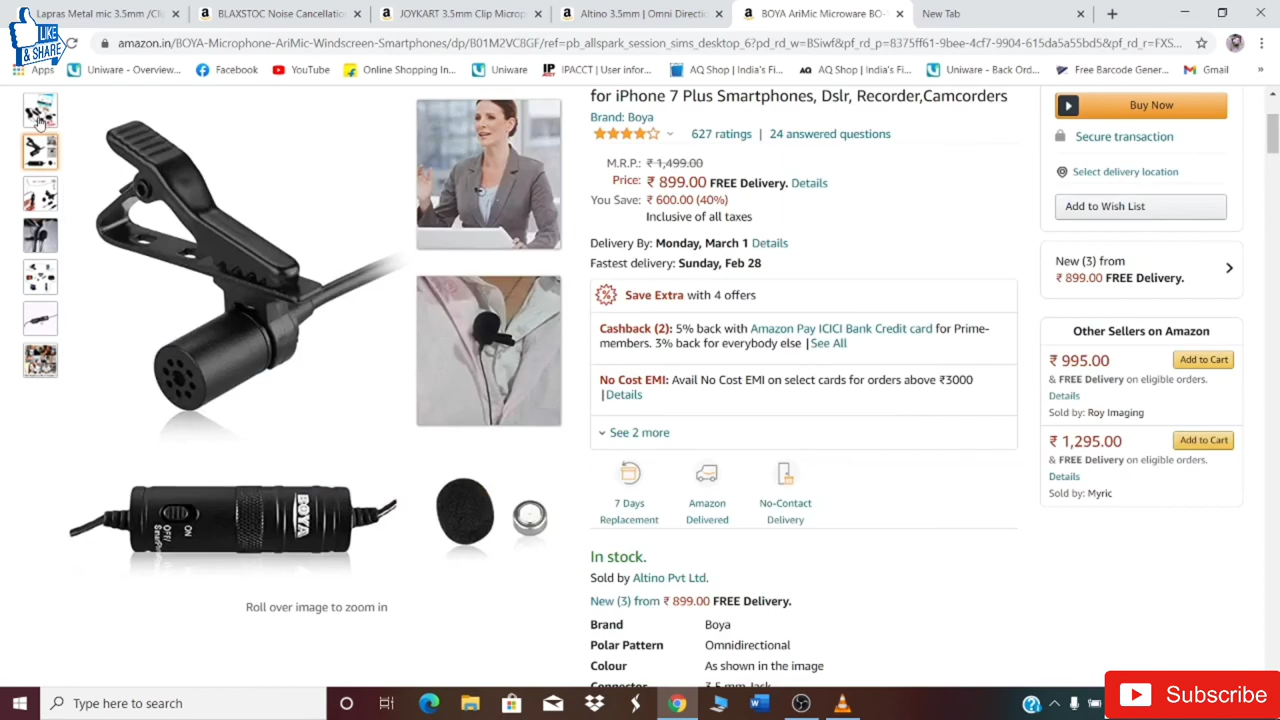 Lapras Metal mic 3.5mm /Cli
BLAXSTOC Noise Cancellation
JOYKART 3.5mm Clip Microp
Altino 3.5mm | Omni Directio
BOYA AriMic Microware BO
New Tab
LIKE
& SHARE
amazon.in/BOYA-Microphone-AriMic-Windscreen-Smartphones/dp/B01M2VC8GF/ref=pb_allspark_session_sims_desktop_6?pd_rd_w=BSiwf&pf_rd_p=8375ff61-9bee-4cf7-9904-615da5a55bd5&pf_rd_r=FXS...
Apps
Uniware - Overview...
Facebook
YouTube
Online Shopping In...
Uniware
IPACCT | User infor...
AQ Shop | India's Fi...
AQ Shop | India's Fi...
Uniware - Back Ord...
Free Barcode Gener...
Gmail
for iPhone 7 Plus Smartphones, Dslr, Recorder,Camcorders
Brand: Boya
627 ratings | 24 answered questions
M.R.P.: ₹ 1,499.00
Price: ₹ 899.00 FREE Delivery. Details
You Save: ₹ 600.00 (40%)
Inclusive of all taxes
Delivery By: Monday, March 1 Details
Fastest delivery: Sunday, Feb 28
Save Extra with 4 offers
Cashback (2): 5% back with Amazon Pay ICICI Bank Credit card for Prime-
members. 3% back for everybody else |See All
No Cost EMI: Avail No Cost EMI on select cards for orders above ₹3000
|Details
See 2 more
7 Days
Replacement
Amazon
Delivered
No-Contact
Delivery
In stock.
Sold by Altino Pvt Ltd.
New (3) from ₹ 899.00 FREE Delivery.
Brand Boya
Polar Pattern Omnidirectional
Colour As shown in the image
Connector 3.5 mm Jack
BOYA
ON
OFF/
Roll over image to zoom in
Buy Now
Secure transaction
Select delivery location
Add to Wish List
New (3) from
₹ 899.00 FREE Delivery.
Other Sellers on Amazon
₹ 995.00
Add to Cart
& FREE Delivery on eligible orders.
Details
Sold by: Roy Imaging
₹ 1,295.00
Add to Cart
& FREE Delivery on eligible orders.
Details
Sold by: Myric
Type here to search
Subscribe